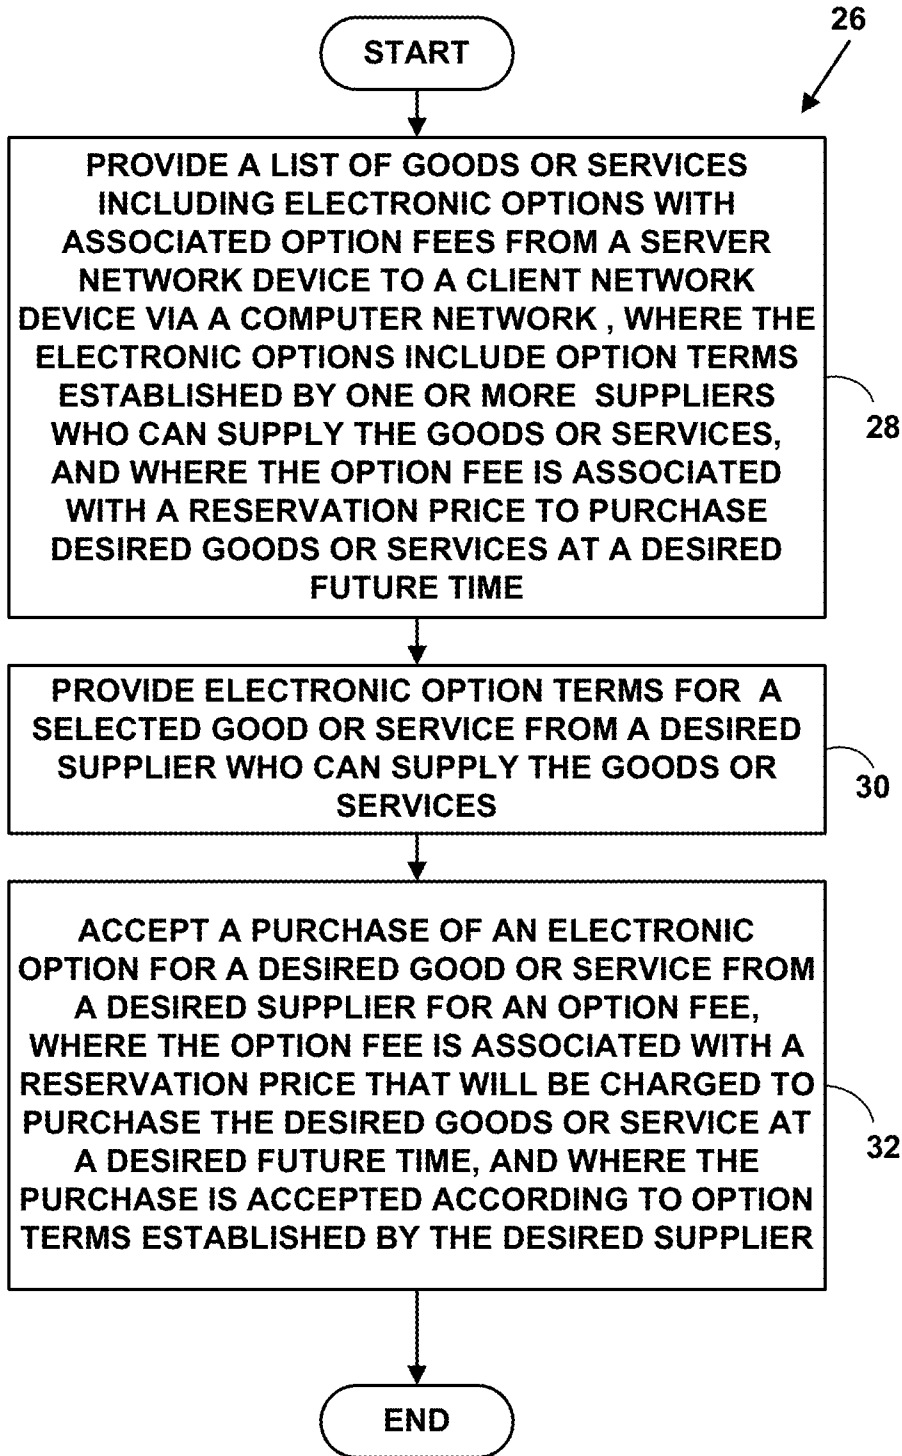 26
START
PROVIDE A LIST OF GOODS OR SERVICES
INCLUDING ELECTRONIC OPTIONS WITH
ASSOCIATED OPTION FEES FROM A SERVER
NETWORK DEVICE TO A CLIENT NETWORK
DEVICE VIA A COMPUTER NETWORK , WHERE THE
ELECTRONIC OPTIONS INCLUDE OPTION TERMS
ESTABLISHED BY ONE OR MORE SUPPLIERS
WHO CAN SUPPLY THE GOODS OR SERVICES,
AND WHERE THE OPTION FEE IS ASSOCIATED
WITH A RESERVATION PRICE TO PURCHASE
DESIRED GOODS OR SERVICES AT A DESIRED
FUTURE TIME
28
PROVIDE ELECTRONIC OPTION TERMS FOR A
SELECTED GOOD OR SERVICE FROM A DESIRED
SUPPLIER WHO CAN SUPPLY THE GOODS OR
SERVICES
30
ACCEPT A PURCHASE OF AN ELECTRONIC
OPTION FOR A DESIRED GOOD OR SERVICE FROM
A DESIRED SUPPLIER FOR AN OPTION FEE,
WHERE THE OPTION FEE IS ASSOCIATED WITH A
RESERVATION PRICE THAT WILL BE CHARGED TO
PURCHASE THE DESIRED GOODS OR SERVICE AT
A DESIRED FUTURE TIME, AND WHERE THE
PURCHASE IS ACCEPTED ACCORDING TO OPTION
TERMS ESTABLISHED BY THE DESIRED SUPPLIER
32
END